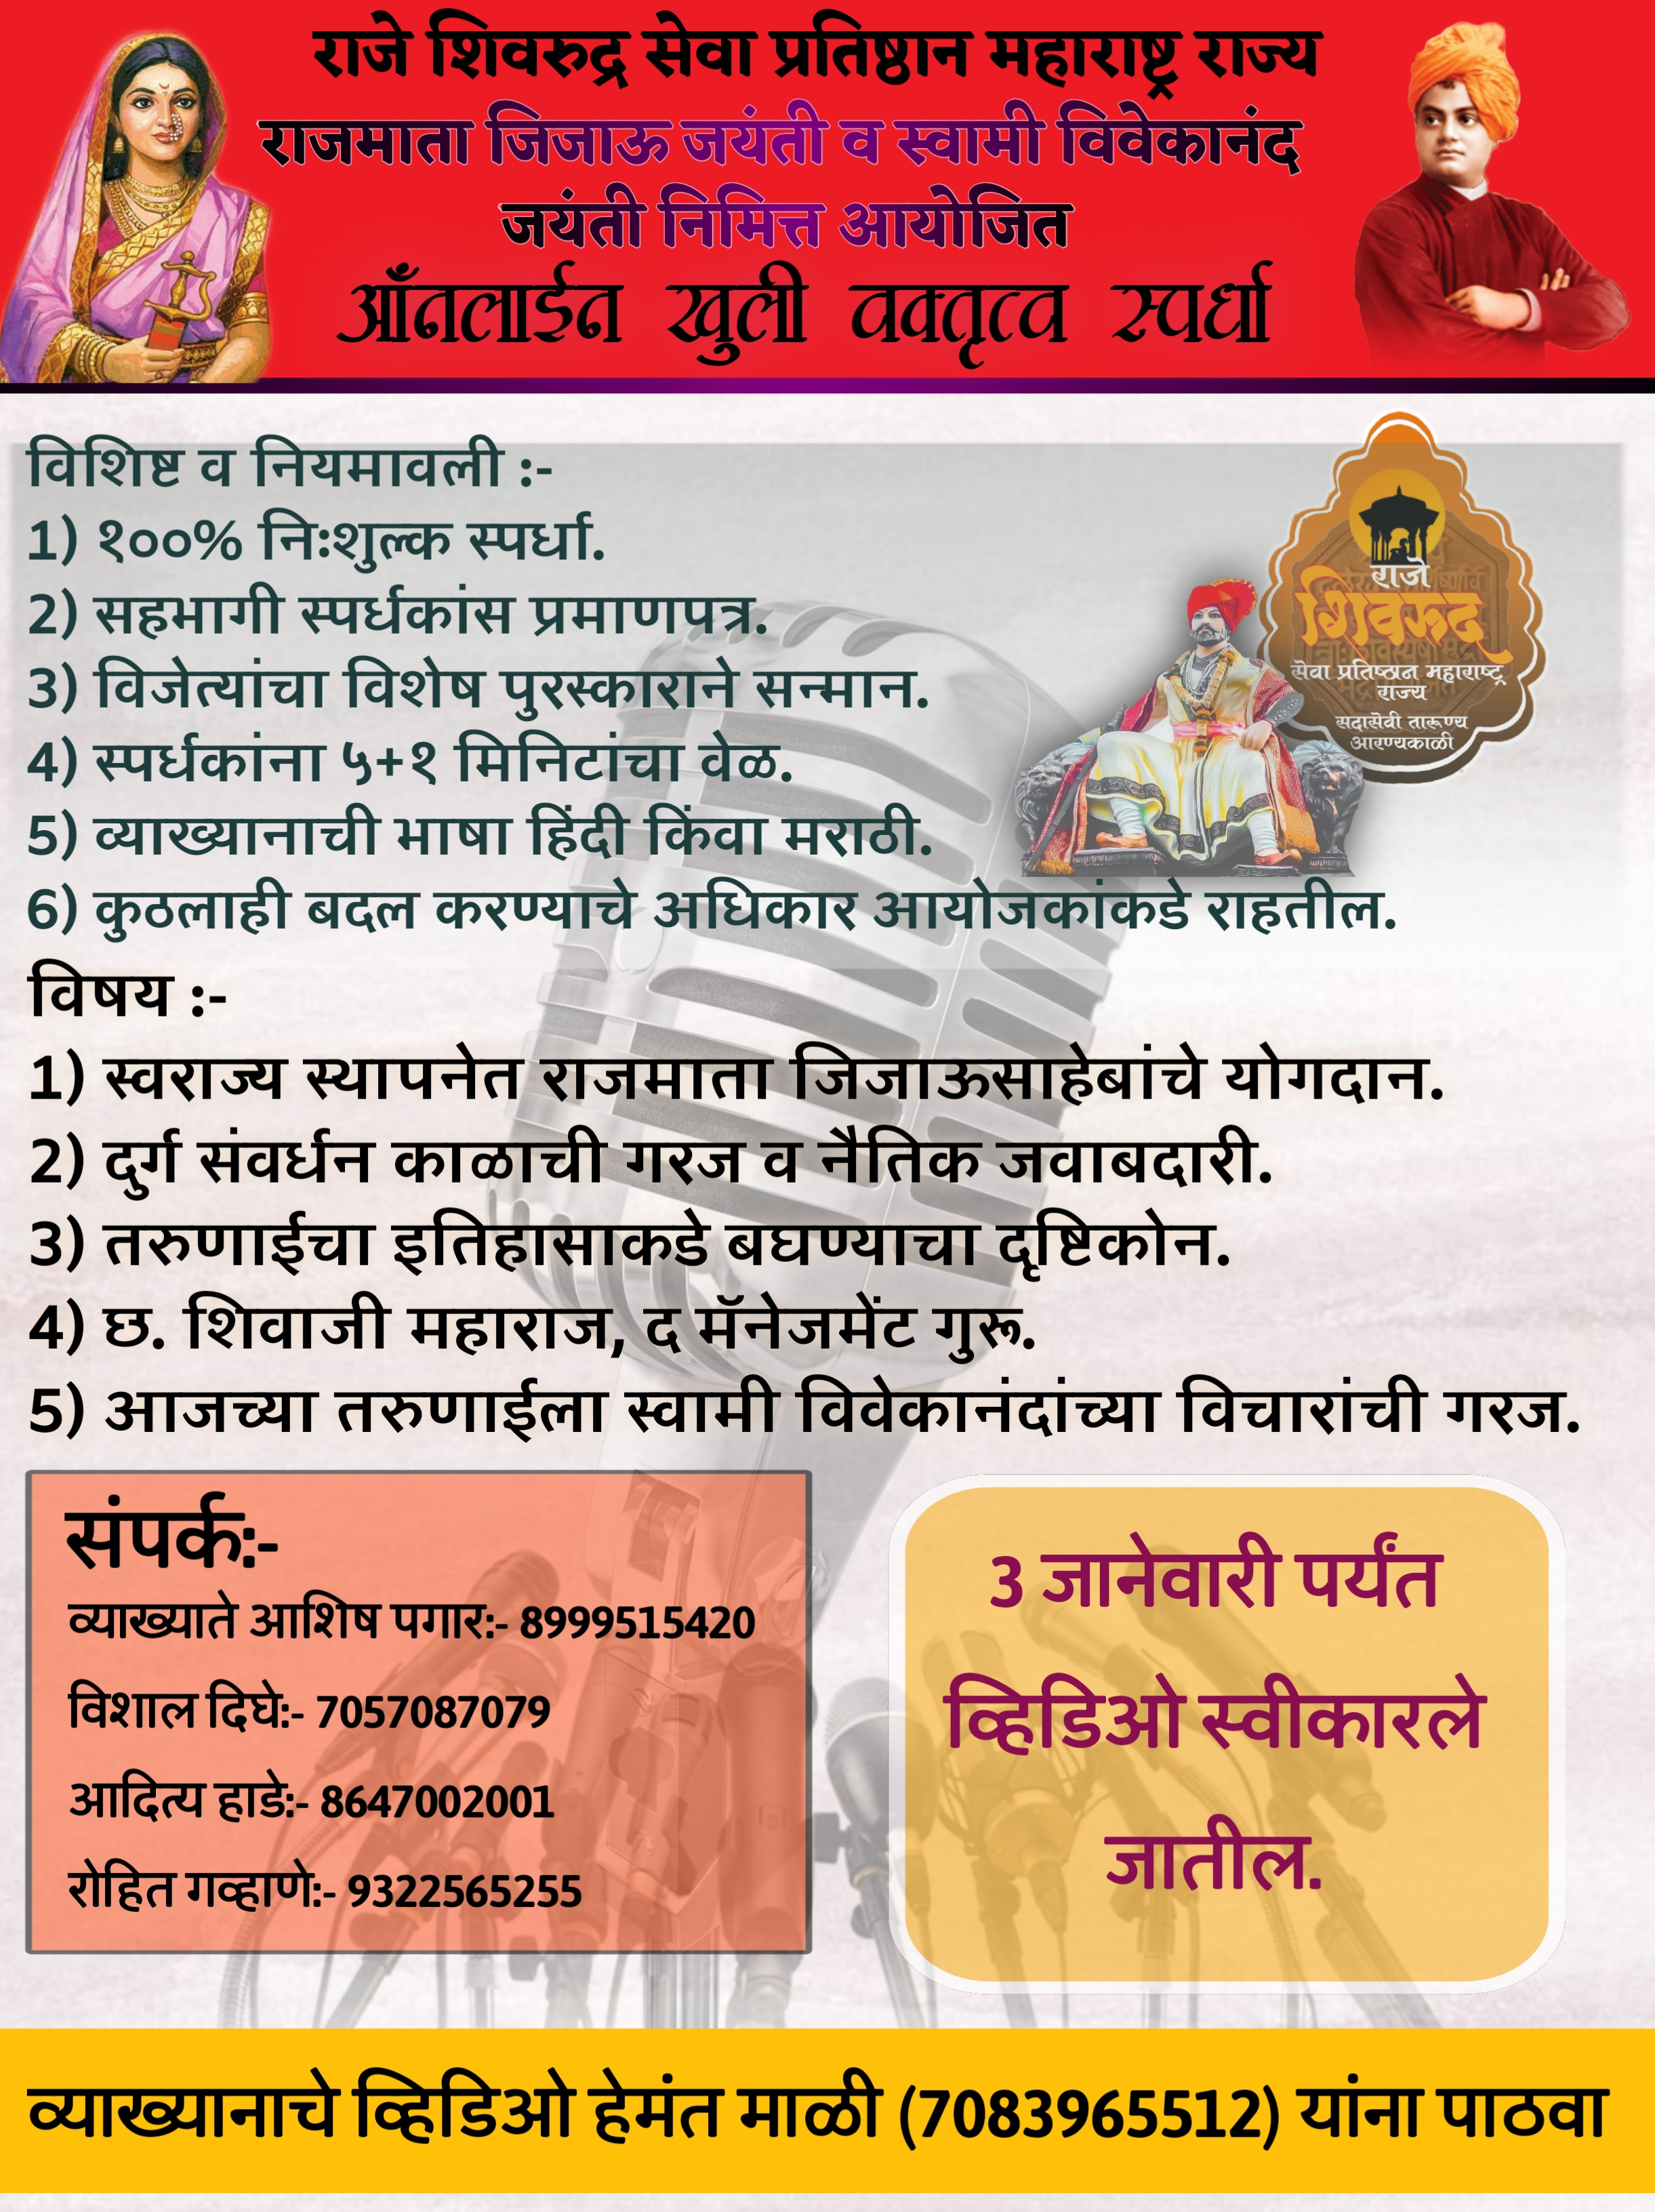 राजे शिवरुद्र सेवा प्रतिष्ठान महाराष्ट्र राज्य
राजमाता जिजाऊ जयंती व स्वामी विवेकानंद
जयंती निमित्त आयोजित
ऑंनलाईन खुली वक्तृत्व स्पर्धा
विशिष्ट व नियमावली :-
1) १००% निःशुल्क स्पर्धा.
2) सहभागी स्पर्धकांस प्रमाणपत्र.
3) विजेत्यांचा विशेष पुरस्काराने सन्मान.
4) स्पर्धकांना ५+१ मिनिटांचा वेळ.
5) व्याख्यानाची भाषा हिंदी किंवा मराठी.
6) कुठलाही बदल करण्याचे अधिकार आयोजकांकडे राहतील.
राजे
शिवरुद्र
सेवा प्रतिष्ठान महाराष्ट्र
राज्य
सदासेवी तारूण्य
आरण्यकाळी
विषय :-
1) स्वराज्य स्थापनेत राजमाता जिजाऊसाहेबांचे योगदान.
2) दुर्ग संवर्धन काळाची गरज व नैतिक जवाबदारी.
3) तरुणाईचा इतिहासाकडे बघण्याचा दृष्टिकोन.
4) छ. शिवाजी महाराज, द मॅनेजमेंट गुरू.
5) आजच्या तरुणाईला स्वामी विवेकानंदांच्या विचारांची गरज.
संपर्क:-
व्याख्याते आशिष पगार:- 8999515420
विशाल दिघे:- 7057087079
आदित्य हाडे:- 8647002001
रोहित गव्हाणे:- 9322565255
3 जानेवारी पर्यंत
व्हिडिओ स्वीकारले
जातील.
व्याख्यानाचे व्हिडिओ हेमंत माळी (7083965512) यांना पाठवा